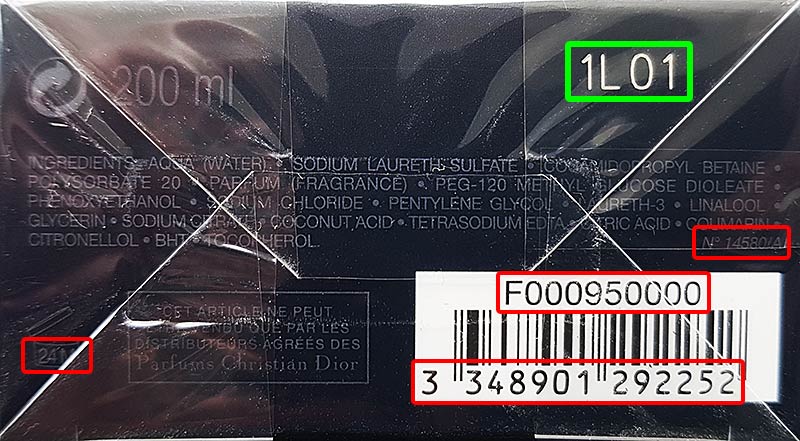 200 ml
1L01
INGREDIENTS: AQUA (WATER) • SODIUM LAURETH SULFATE • COCAMIDOPROPYL BETAINE •
POLYSORBATE 20 • PARFUM (FRAGRANCE) • PEG-120 METHYL GLUCOSE DIOLEATE •
PHENOXYETHANOL • SODIUM CHLORIDE • PENTYLENE GLYCOL • LAURETH-3 • LINALOOL •
GLYCERIN • SODIUM CITRATE • COCONUT ACID • TETRASODIUM EDTA • CITRIC ACID • COUMARIN •
CITRONELLOL • BHT • TOCOPHEROL.
N° 14580/A
F000950000
CET ARTICLE NE PEUT
ÊTRE VENDU QUE PAR LES
DISTRIBUTEURS AGRÉÉS DES
Parfums Christian Dior
241
3 348901 292252